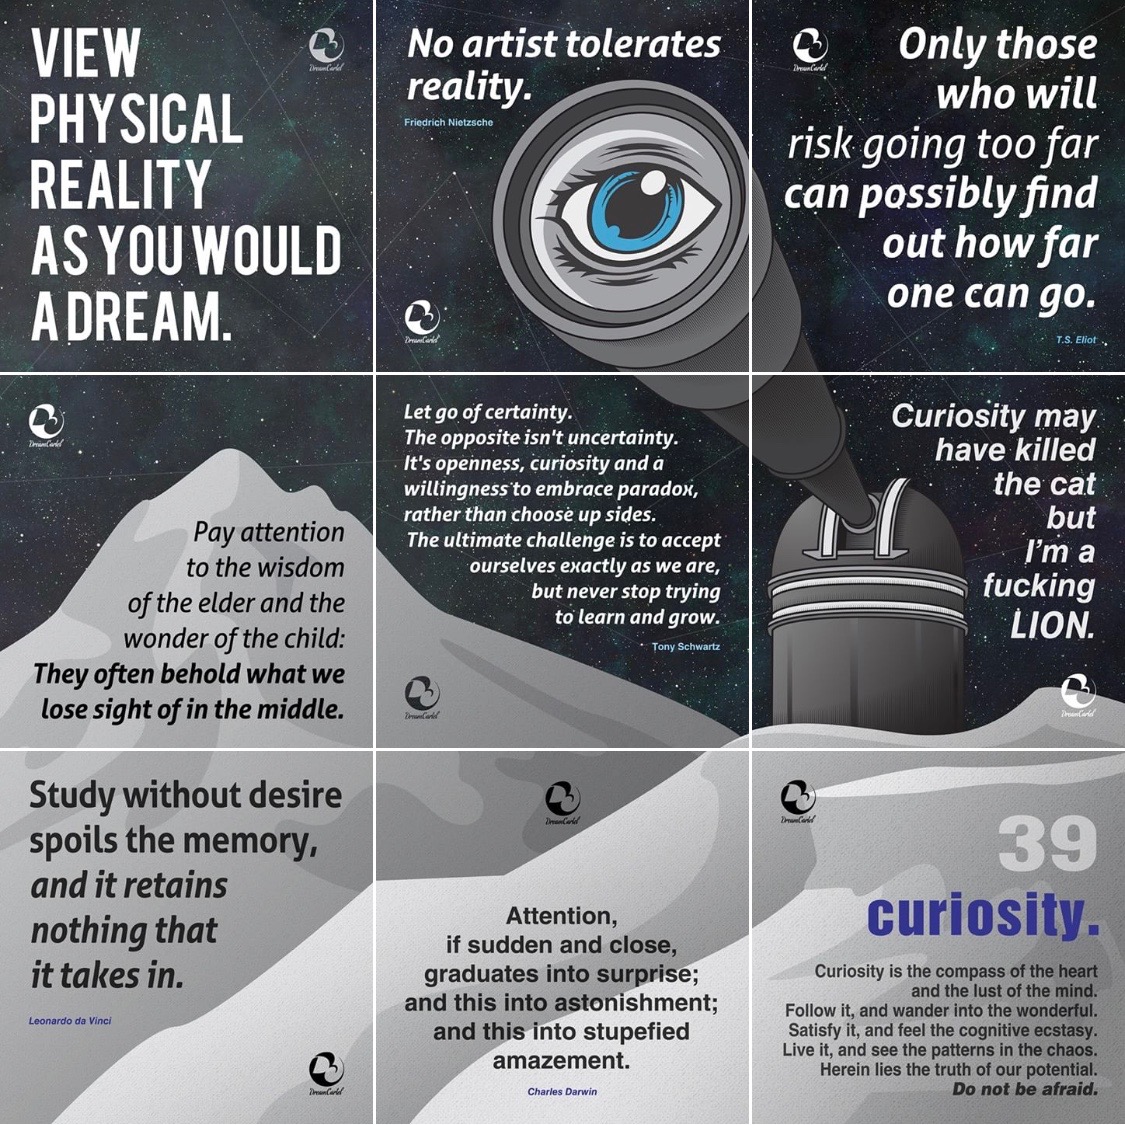 VIEW
PHYSICAL
REALITY
AS YOU WOULD
A DREAM.
DreamCartel
No artist tolerates
reality.
Friedrich Nietzsche
DreamCartel
DreamCartel
Only those
who will
risk going too far
can possibly find
out how far
one can go.
T.S. Eliot
DreamCartel
Pay attention
to the wisdom
of the elder and the
wonder of the child:
They often behold what we
lose sight of in the middle.
Let go of certainty.
The opposite isn't uncertainty.
It's openness, curiosity and a
willingness to embrace paradox,
rather than choose up sides.
The ultimate challenge is to accept
ourselves exactly as we are,
but never stop trying
to learn and grow.
Tony Schwartz
DreamCartel
Curiosity may
have killed
the cat
but
I'm a
fucking
LION.
DreamCartel
Study without desire
spoils the memory,
and it retains
nothing that
it takes in.
Leonardo da Vinci
DreamCartel
DreamCartel
Attention,
if sudden and close,
graduates into surprise;
and this into astonishment;
and this into stupefied
amazement.
Charles Darwin
DreamCartel
39
curiosity.
Curiosity is the compass of the heart
and the lust of the mind.
Follow it, and wander into the wonderful.
Satisfy it, and feel the cognitive ecstasy.
Live it, and see the patterns in the chaos.
Herein lies the truth of our potential.
Do not be afraid.